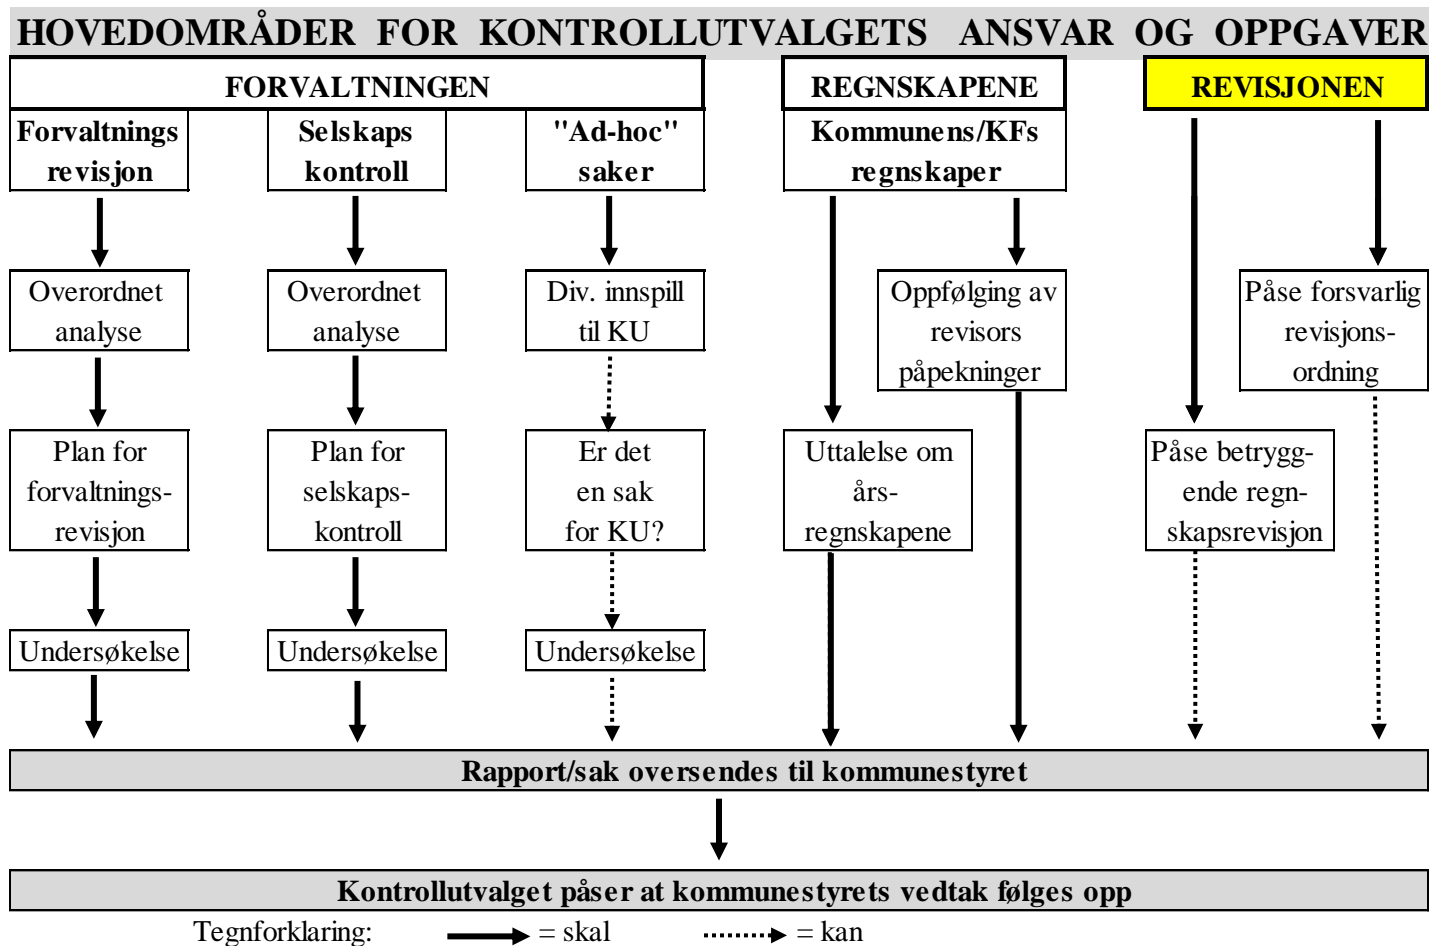 HOVEDOMRÅDER FOR KONTROLLUTVALGETS ANSVAR OG OPPGAVER
FORVALTNINGEN
REGNSKAPENE
REVISJONEN
Forvaltnings
revisjon
Selskaps
kontroll
"Ad-hoc"
saker
Kommunens/KFs
regnskaper
Overordnet
analyse
Overordnet
analyse
Div. innspill
til KU
Oppfølging av
revisors
påpekninger
Påse forsvarlig
revisjons-
ordning
Plan for
forvaltnings-
revisjon
Plan for
selskaps-
kontroll
Er det
en sak
for KU?
Uttalelse om
års-
regnskapene
Påse betrygg-
ende regn-
skapsrevisjon
Undersøkelse
Undersøkelse
Undersøkelse
Rapport/sak oversendes til kommunestyret
Kontrollutvalget påser at kommunestyrets vedtak følges opp
Tegnforklaring: = skal = kan